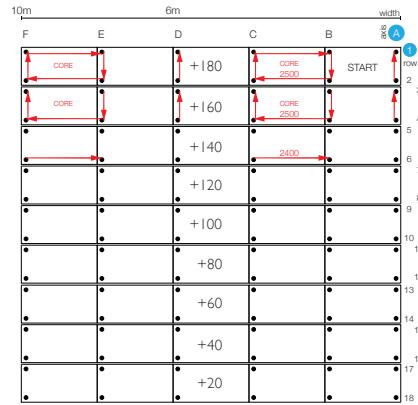 10m 6m width
axis
F E D C B A
1
CORE +180 CORE START row
2500 2
CORE +160 CORE
2500
+140 5
2400 6
+120
+100 9
10
+80
+60 13
14
+40
+20 17
18